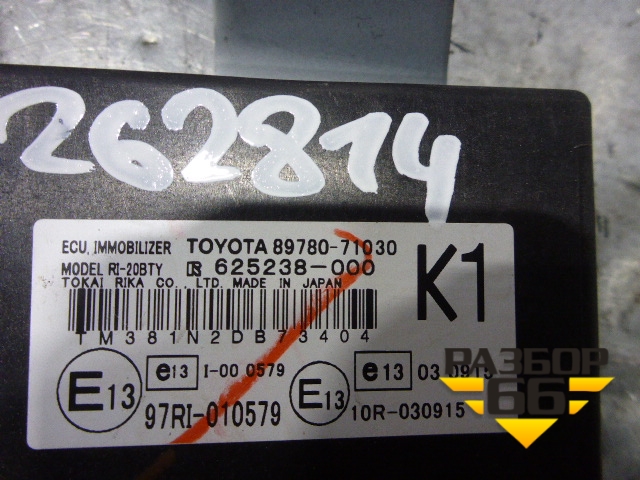 262814
ECU, IMMOBILIZER TOYOTA 89780-71030
MODEL RI-20BTY 625238-000
TOKAI RIKA CO., LTD. MADE IN JAPAN
K1
TM381N2DB73404
E13 e13 I-00 0579 E13 e13 03 0915
97RI-010579 10R-030915
РАЗБОР
66